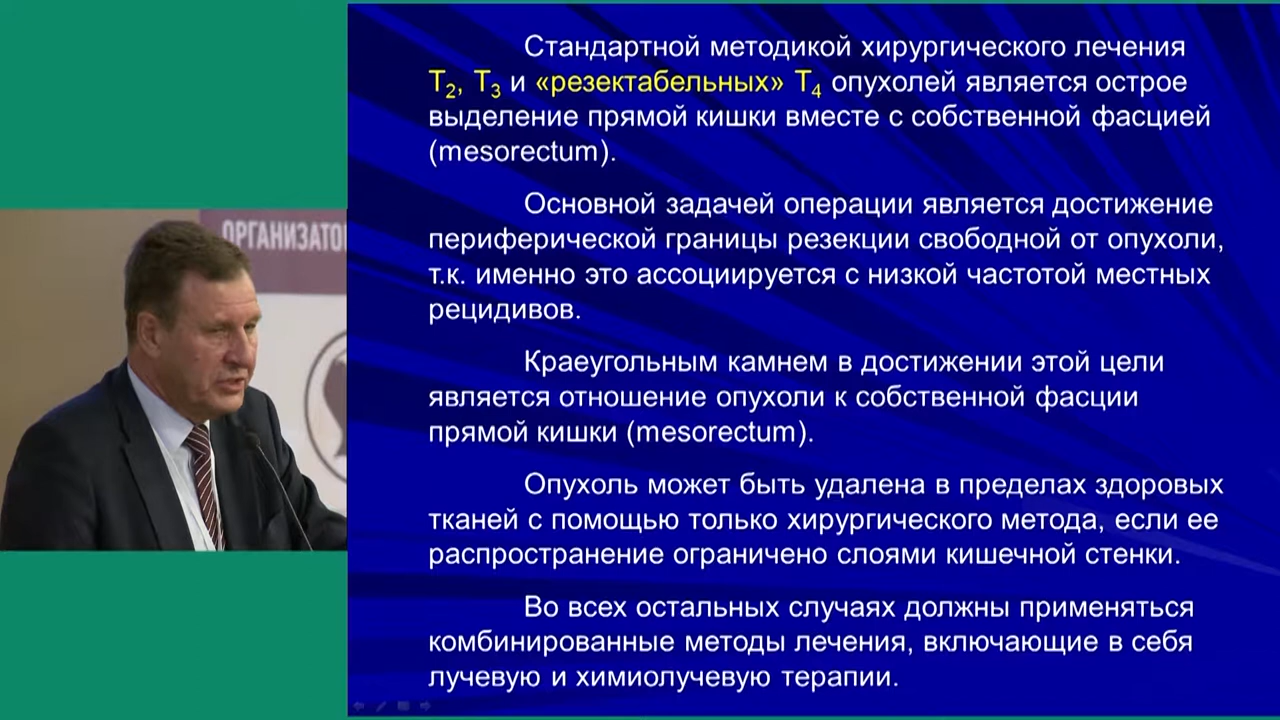 Стандартной методикой хирургического лечения
Т2, Т3 и «резектабельных» Т4 опухолей является острое
выделение прямой кишки вместе с собственной фасцией
(mesorectum).
Основной задачей операции является достижение
периферической границы резекции свободной от опухоли,
т.к. именно это ассоциируется с низкой частотой местных
рецидивов.
Краеугольным камнем в достижении этой цели
является отношение опухоли к собственной фасции
прямой кишки (mesorectum).
Опухоль может быть удалена в пределах здоровых
тканей с помощью только хирургического метода, если ее
распространение ограничено слоями кишечной стенки.
Во всех остальных случаях должны применяться
комбинированные методы лечения, включающие в себя
лучевую и химиолучевую терапии.
ОРГАНИЗАТО